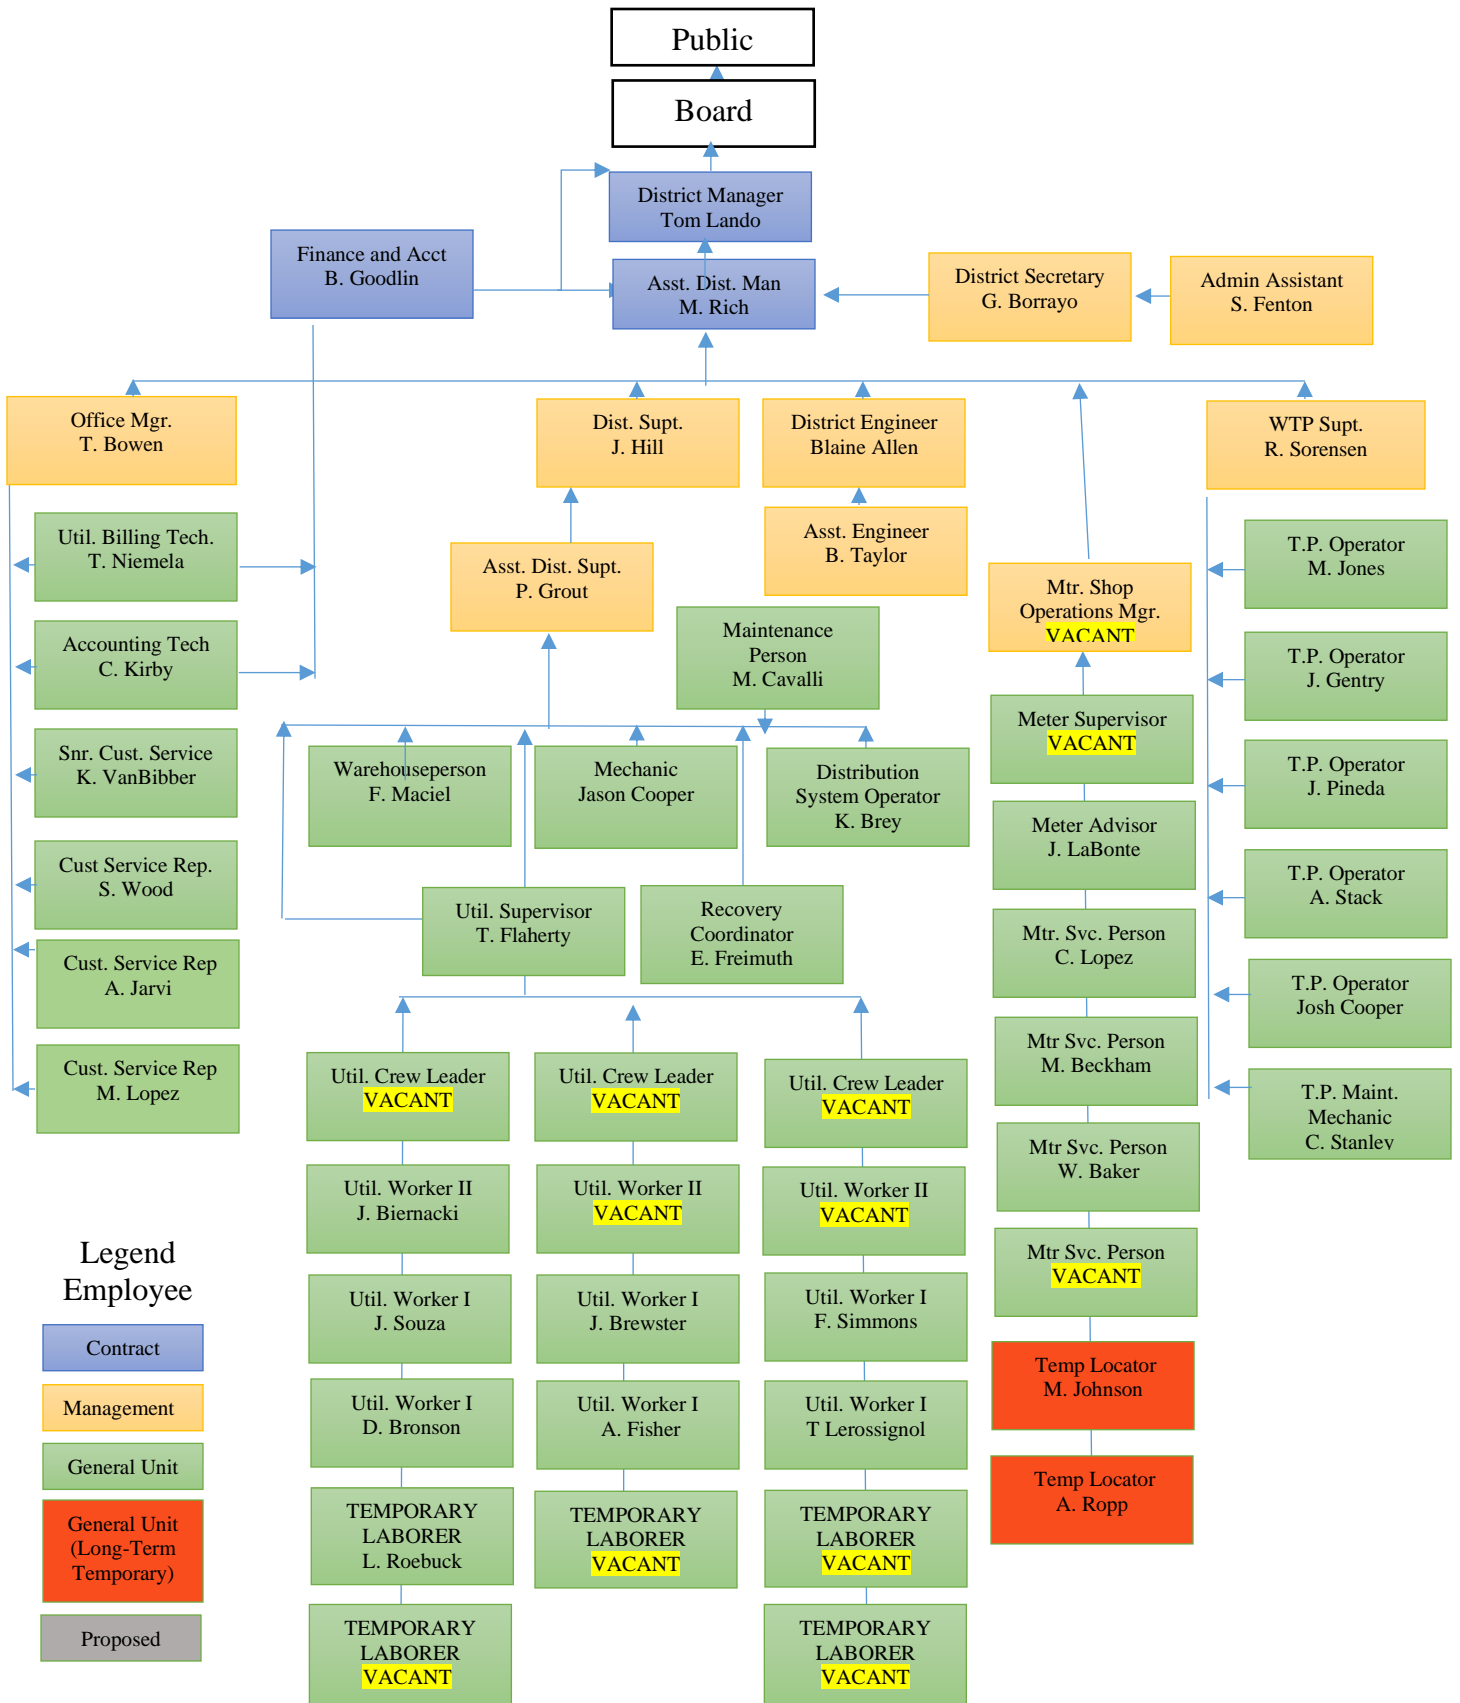 Public
Board
District Manager
Tom Lando
Finance and Acct
B. Goodlin
Asst. Dist. Man
M. Rich
District Secretary
G. Borrayo
Admin Assistant
S. Fenton
Office Mgr.
T. Bowen
Dist. Supt.
J. Hill
District Engineer
Blaine Allen
WTP Supt.
R. Sorensen
Asst. Dist. Supt.
P. Grout
Asst. Engineer
B. Taylor
Mtr. Shop
Operations Mgr.
VACANT
Maintenance
Person
M. Cavalli
Util. Billing Tech.
T. Niemela
Accounting Tech
C. Kirby
Snr. Cust. Service
K. VanBibber
Cust Service Rep.
S. Wood
Cust. Service Rep
A. Jarvi
Cust. Service Rep
M. Lopez
Warehouseperson
F. Maciel
Mechanic
Jason Cooper
Distribution
System Operator
K. Brey
Util. Supervisor
T. Flaherty
Recovery
Coordinator
E. Freimuth
Util. Crew Leader
VACANT
Util. Worker II
J. Biernacki
Util. Worker I
J. Souza
Util. Worker I
D. Bronson
TEMPORARY
LABORER
L. Roebuck
TEMPORARY
LABORER
VACANT
Util. Crew Leader
VACANT
Util. Worker II
VACANT
Util. Worker I
J. Brewster
Util. Worker I
A. Fisher
TEMPORARY
LABORER
VACANT
Util. Crew Leader
VACANT
Util. Worker II
VACANT
Util. Worker I
F. Simmons
Util. Worker I
T Lerossignol
TEMPORARY
LABORER
VACANT
TEMPORARY
LABORER
VACANT
Meter Supervisor
VACANT
Meter Advisor
J. LaBonte
Mtr. Svc. Person
C. Lopez
Mtr Svc. Person
M. Beckham
Mtr Svc. Person
W. Baker
Mtr Svc. Person
VACANT
Temp Locator
M. Johnson
Temp Locator
A. Ropp
T.P. Operator
M. Jones
T.P. Operator
J. Gentry
T.P. Operator
J. Pineda
T.P. Operator
A. Stack
T.P. Operator
Josh Cooper
T.P. Maint.
Mechanic
C. Stanley
Legend
Employee
Contract
Management
General Unit
General Unit
(Long-Term
Temporary)
Proposed